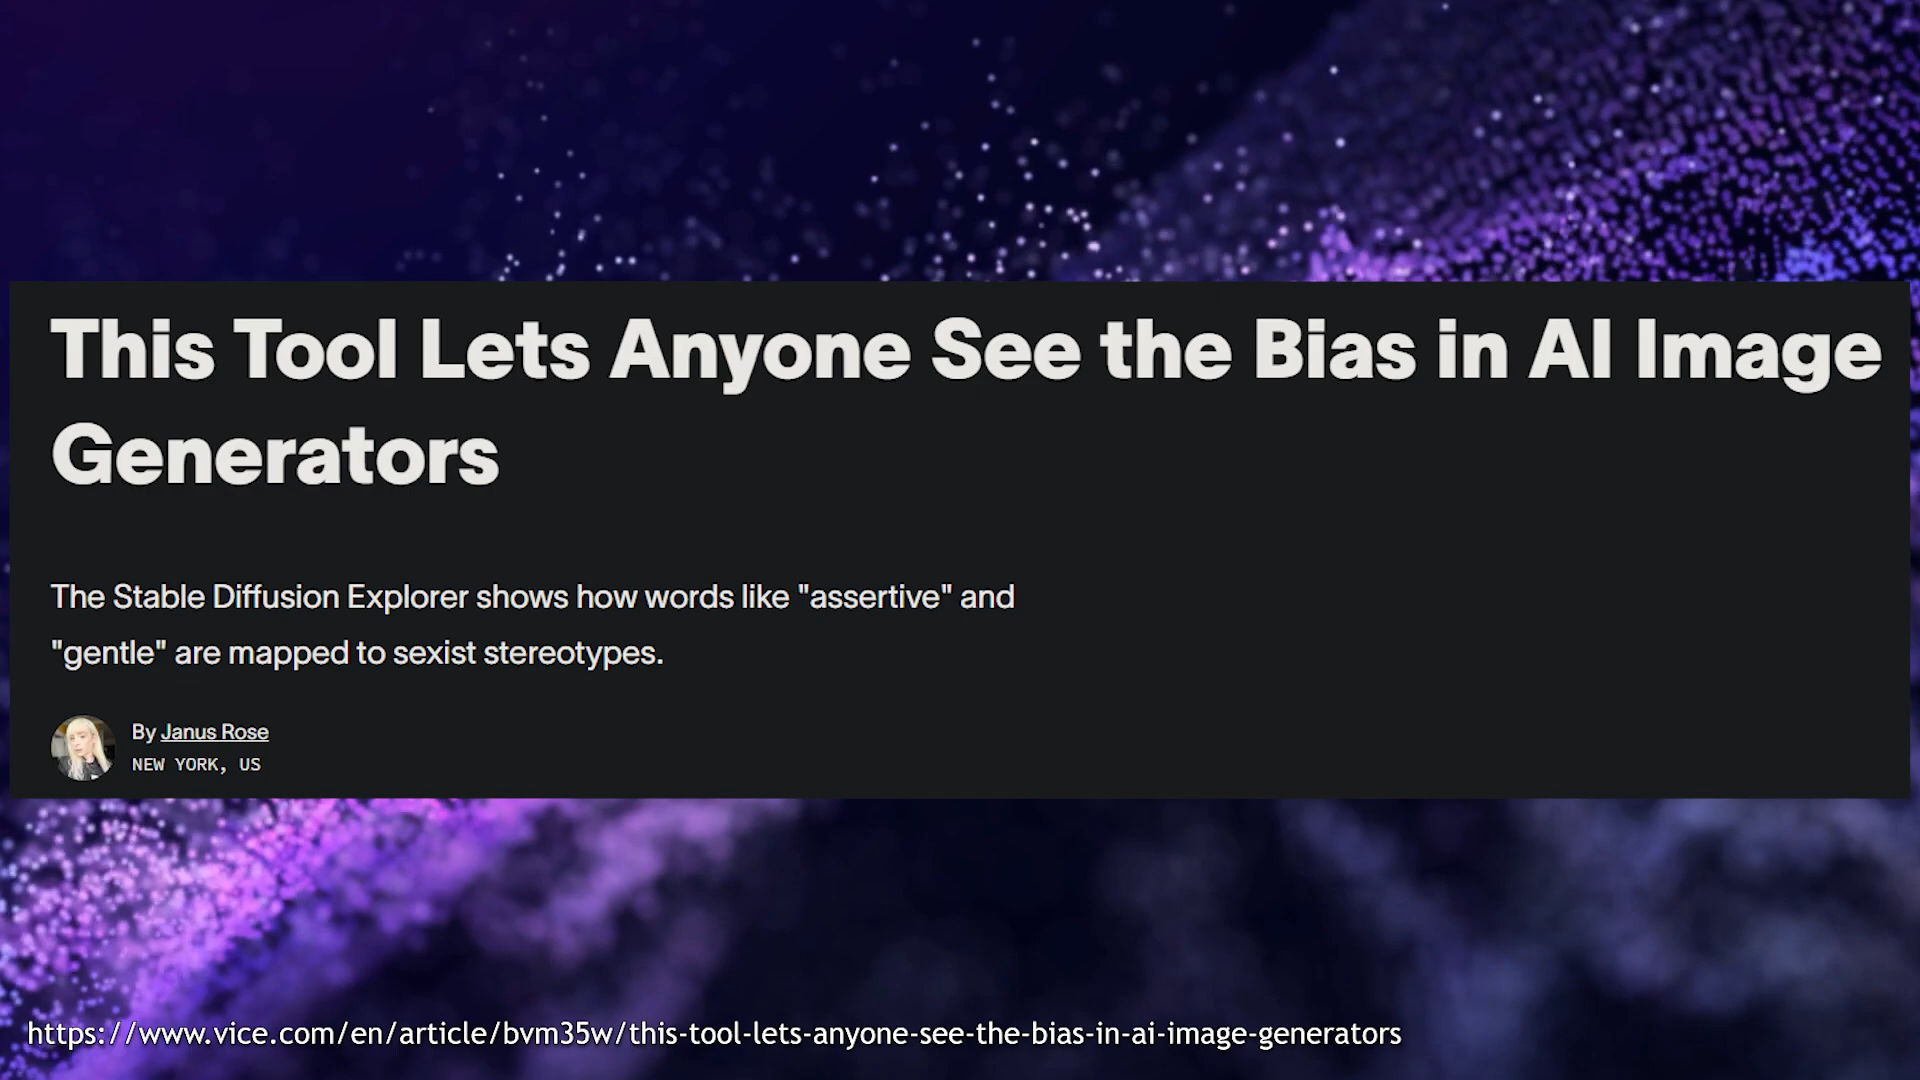 This Tool Lets Anyone See the Bias in AI Image
Generators
The Stable Diffusion Explorer shows how words like "assertive" and
"gentle" are mapped to sexist stereotypes.
By Janus Rose
NEW YORK, US
https://www.vice.com/en/article/bvm35w/this-tool-lets-anyone-see-the-bias-in-ai-image-generators